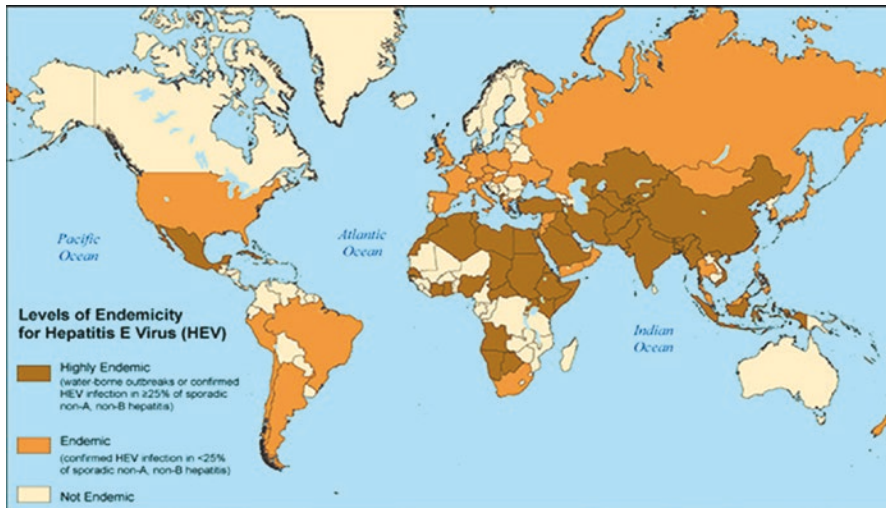 Pacific
Ocean
Atlantic
Ocean
Indian
Ocean
Levels of Endemicity
for Hepatitis E Virus (HEV)
Highly Endemic
(water-borne outbreaks or confirmed
HEV infection in ≥25% of sporadic
non-A, non-B hepatitis)
Endemic
(confirmed HEV infection in <25%
of sporadic non-A, non-B hepatitis)
Not Endemic